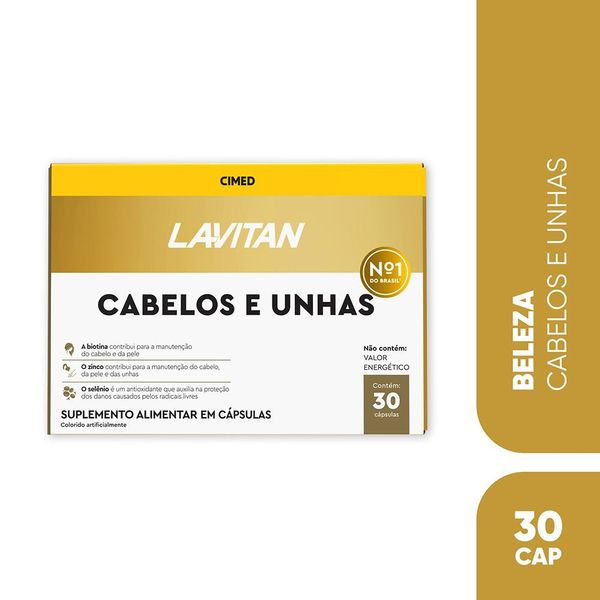 CIMED
LAVITAN
Nº1
DO BRASIL
CABELOS E UNHAS
A biotina contribui para a manutenção
do cabelo e da pele
O zinco contribui para a manutenção do cabelo,
da pele e das unhas
O selênio é um antioxidante que auxilia na proteção
dos danos causados pelos radicais livres
Não contém:
VALOR
ENERGÉTICO
Contém:
30
cápsulas
SUPLEMENTO ALIMENTAR EM CÁPSULAS
Colorido artificialmente
BELEZA
CABELOS E UNHAS
30
CAP